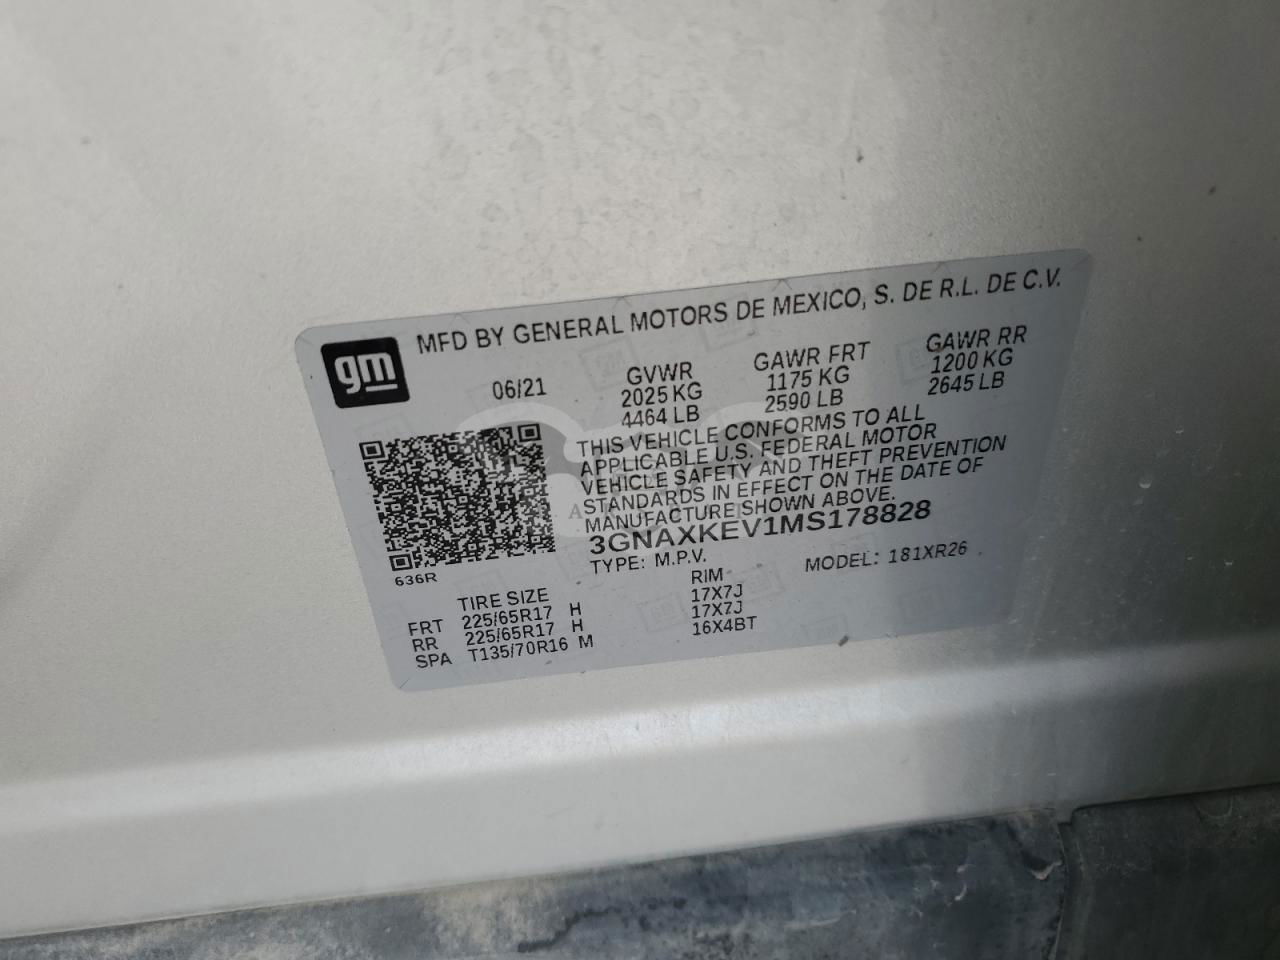 gm
MFD BY GENERAL MOTORS DE MEXICO, S. DE R.L. DE C.V.
06/21
GVWR GAWR FRT GAWR RR
2025 KG 1175 KG 1200 KG
4464 LB 2590 LB 2645 LB
THIS VEHICLE CONFORMS TO ALL
APPLICABLE U.S. FEDERAL MOTOR
VEHICLE SAFETY AND THEFT PREVENTION
STANDARDS IN EFFECT ON THE DATE OF
MANUFACTURE SHOWN ABOVE.
3GNAXKEV1MS178828
TYPE: M.P.V. MODEL: 181XR26
636R
TIRE SIZE RIM
FRT 225/65R17 H 17X7J
RR 225/65R17 H 17X7J
SPA T135/70R16 M 16X4BT